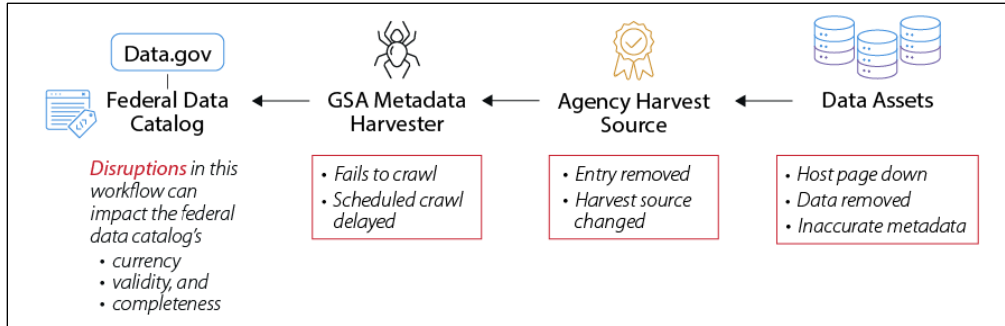 Data.gov
Federal Data
Catalog
GSA Metadata
Harvester
Agency Harvest
Source
Data Assets
Disruptions in this
workflow can
impact the federal
data catalog's
• currency
• validity, and
• completeness
• Fails to crawl
• Scheduled crawl
delayed
• Entry removed
• Harvest source
changed
• Host page down
• Data removed
• Inaccurate metadata